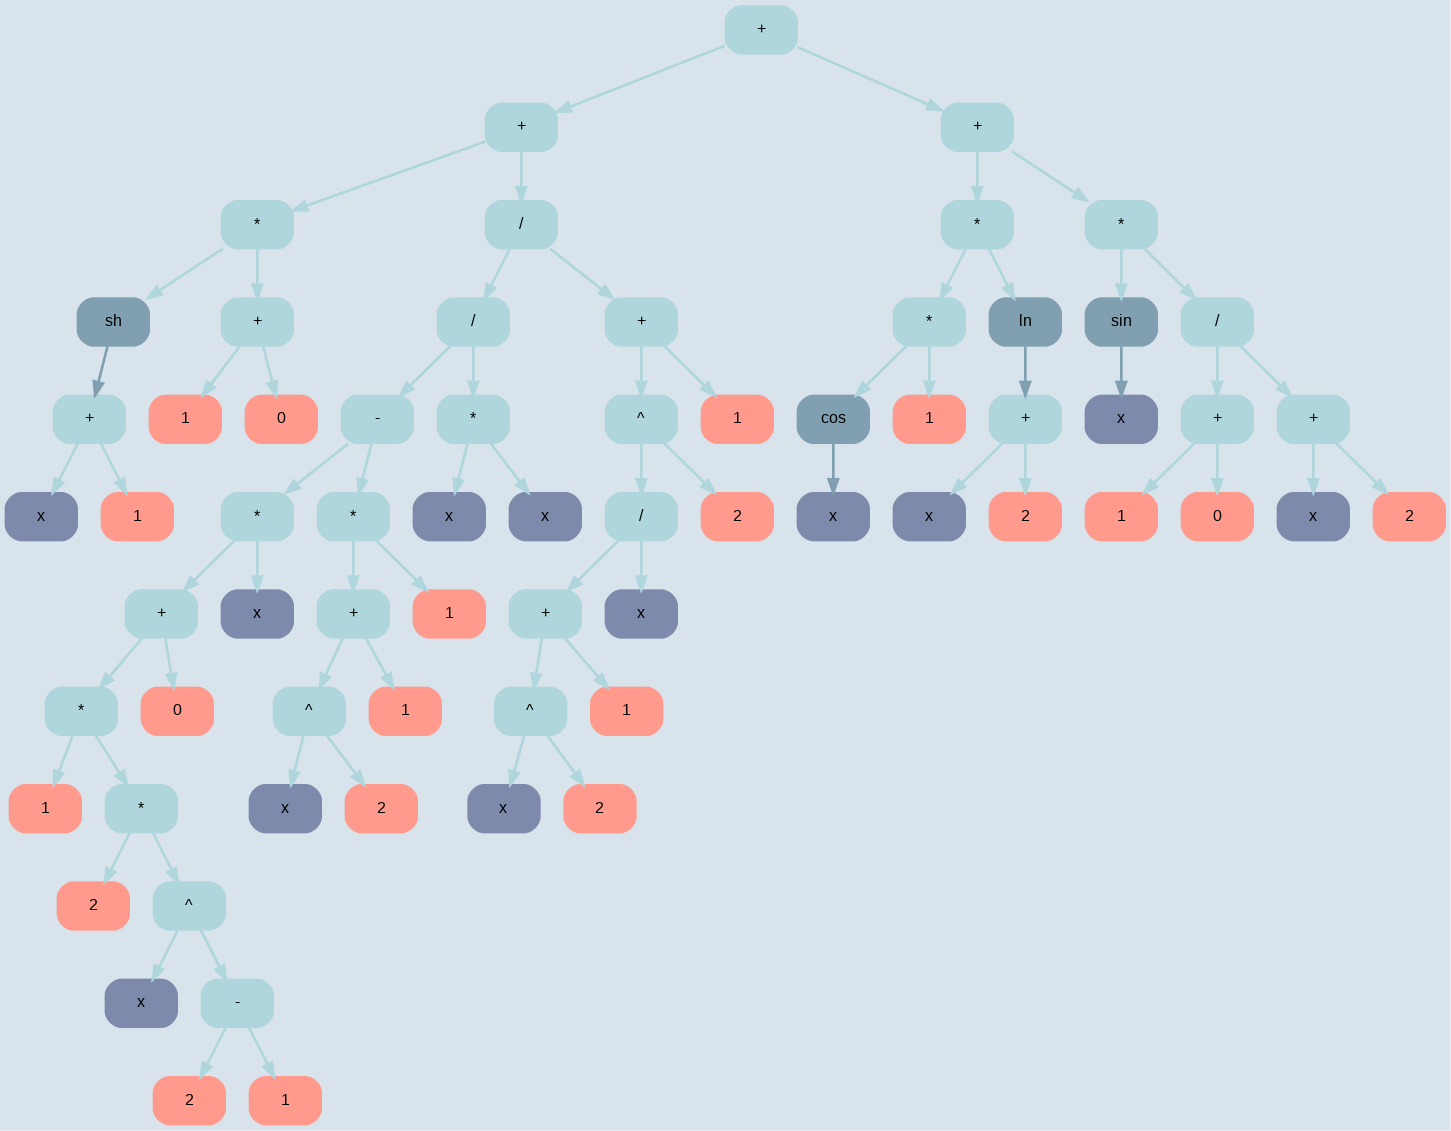 +
+ +
* / * *
sh + / + * ln sin /
+ 1 0 - * ^ 1 cos 1 + x + +
x 1 * * x x / 2 x x 2 1 0 x 2
+ x + 1 + x
* 0 ^ 1 ^ 1
1 * x 2 x 2
2 ^
x -
2 1